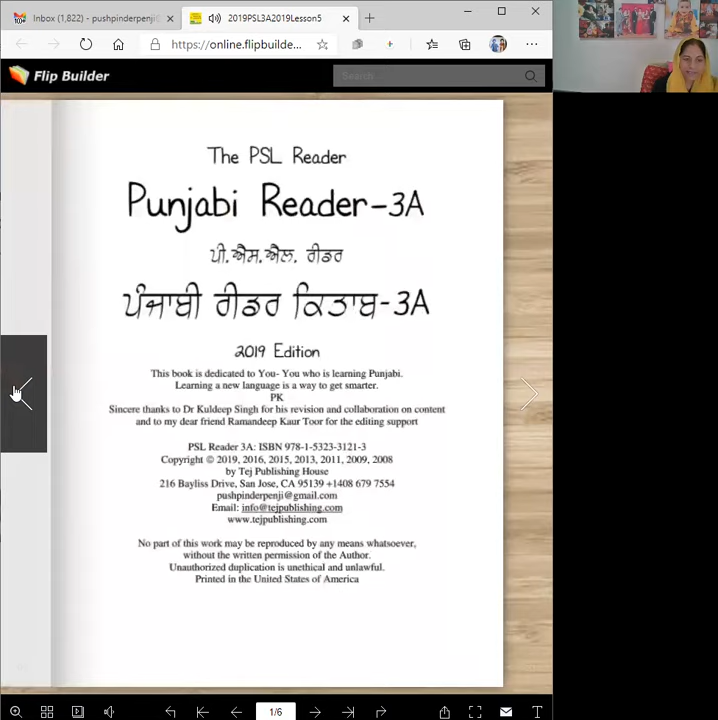 Inbox (1,822) - pushpinderpenji@
2019PSL3A2019Lesson5
https://online.flipbuilde...
Flip Builder
Search...
The PSL Reader
Punjabi Reader-3A
ਪੀ.ਐਸ.ਐਲ. ਰੀਡਰ
ਪੰਜਾਬੀ ਰੀਡਰ ਕਿਤਾਬ-3A
2019 Edition
This book is dedicated to You- You who is learning Punjabi.
Learning a new language is a way to get smarter.
PK
Sincere thanks to Dr Kuldeep Singh for his revision and collaboration on content
and to my dear friend Ramandeep Kaur Toor for the editing support
PSL Reader 3A: ISBN 978-1-5323-3121-3
Copyright © 2019, 2016, 2015, 2013, 2011, 2009, 2008
by Tej Publishing House
216 Bayliss Drive, San Jose, CA 95139 +1408 679 7554
pushpinderpenji@gmail.com
Email: info@tejpublishing.com
www.tejpublishing.com
No part of this work may be reproduced by any means whatsoever,
without the written permission of the Author.
Unauthorized duplication is unethical and unlawful.
Printed in the United States of America
1/6